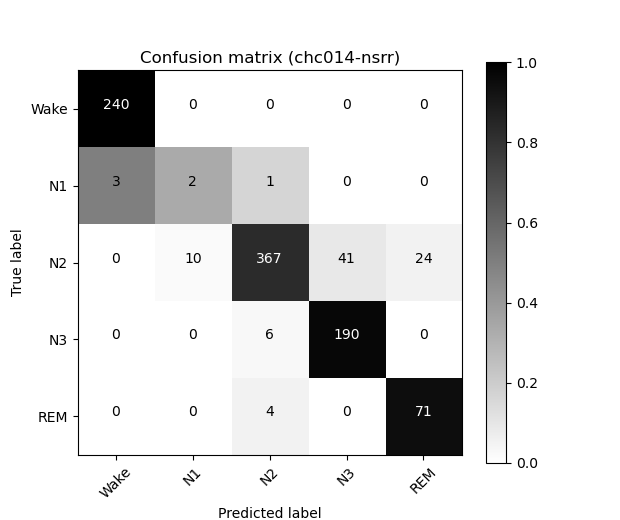 Confusion matrix (chc014-nsrr)
True label
Wake 240 0 0 0 0
N1 3 2 1 0 0
N2 0 10 367 41 24
N3 0 0 6 190 0
REM 0 0 4 0 71
Wake N1 N2 N3 REM
Predicted label
1.0
0.8
0.6
0.4
0.2
0.0